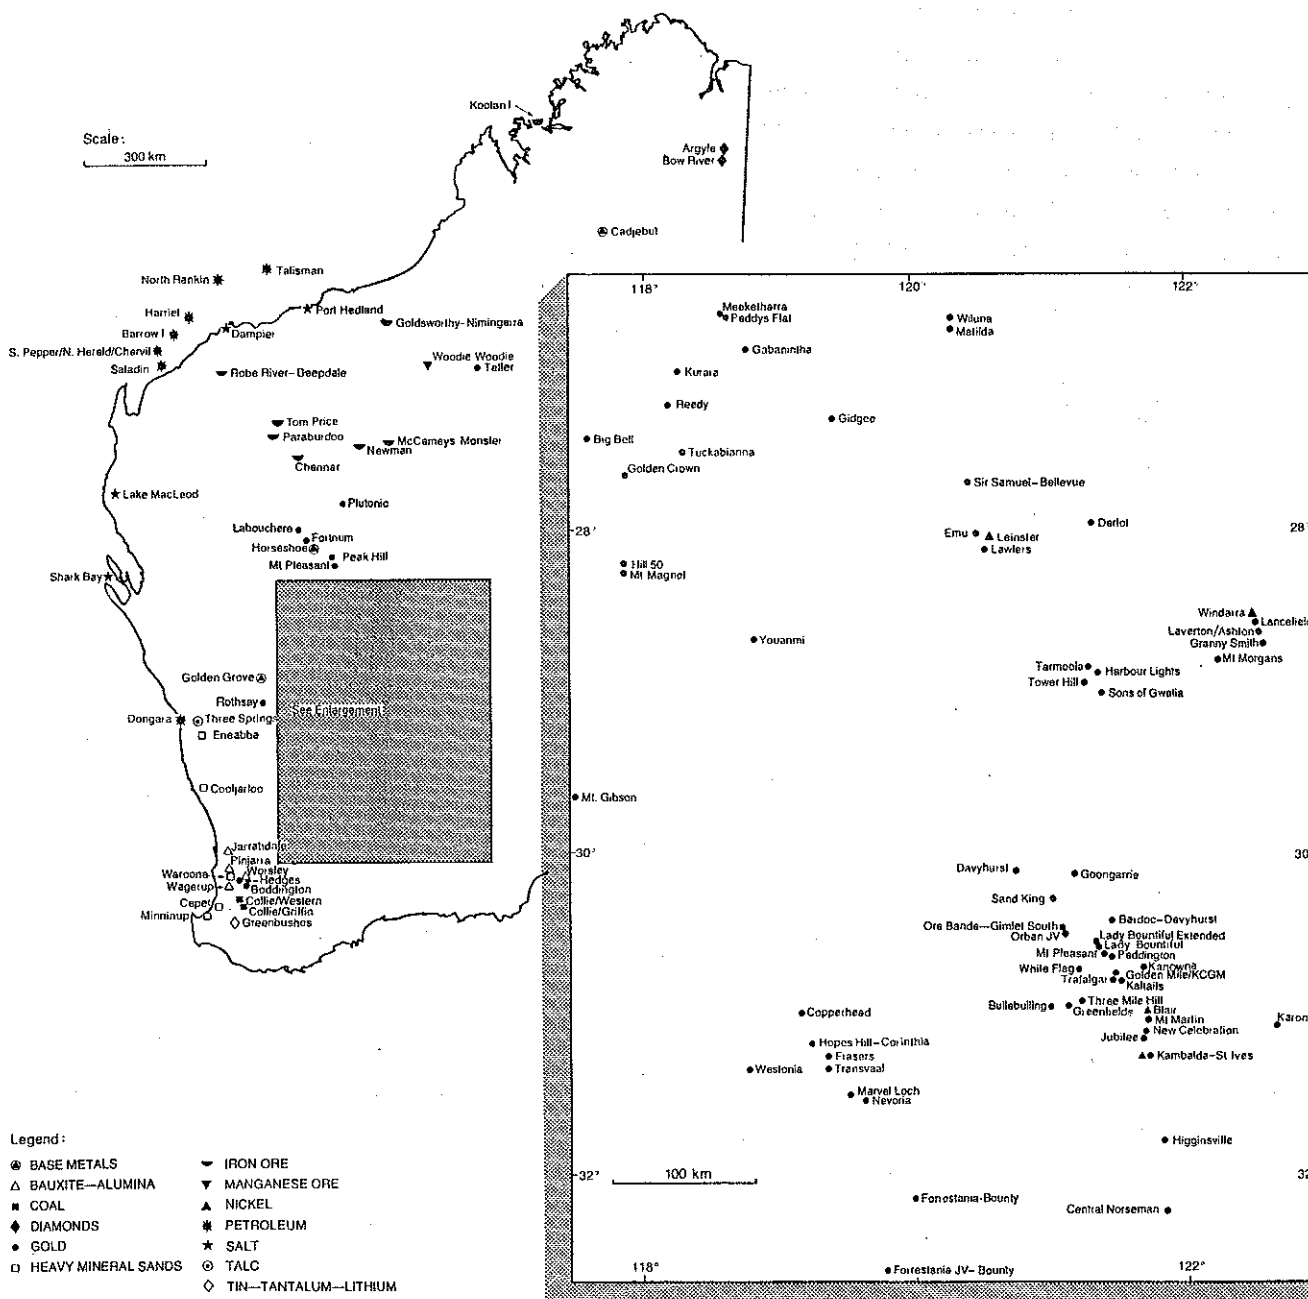 Scale:
300 km
Koolan I
Argyle
Bow River
Cadjebut
North Rankin
Talisman
Harriet
Port Hedland
Goldsworthy-Nimingarra
Barrow I
Dampier
S. Pepper/N. Herald/Chervil
Woodie Woodie
Telfer
Saladin
Robe River-Deepdale
Tom Price
Paraburdoo
McCameys Monster
Newman
Channar
Lake MacLeod
Plutonic
Labouchere
Fortnum
Horseshoe
Peak Hill
Mt Pleasant
Shark Bay
Golden Grove
Rothsay
See Enlargement
Dongara
Three Springs
Eneabba
Cooljarloo
Jarrahdale
Pinjarra
Waroona
Worsley
Hedges
Wagerup
Boddington
Capel
Collie/Western
Collie/Griffin
Minninup
Greenbushes
118°
120°
122°
Meekatharra
Paddys Flat
Wiluna
Matilda
Gabanintha
Kurara
Reedy
Gidgee
Big Bell
Tuckabianna
Golden Crown
Sir Samuel-Bellevue
28°
28
Darlot
Emu
Leinster
Lawlers
Hill 50
Mt Magnet
Windarra
Lancefield
Laverton/Ashton
Granny Smith
Youanmi
Mt Morgans
Tarmoola
Harbour Lights
Tower Hill
Sons of Gwalia
Mt. Gibson
30°
30
Davyhurst
Goongarrie
Sand King
Bardoc-Davyhurst
Ora Banda-Gimlet South
Orban JV
Lady Bountiful Extended
Lady Bountiful
Mt Pleasant
Paddington
White Flag
Kanowna
Golden Mile/KCGM
Trafalgar
Kaltails
Bullabulling
Three Mile Hill
Greenfields
Blair
Copperhead
Mt Martin
Karon
New Celebration
Jubilee
Hopes Hill-Corinthia
Frasers
Kambalda-St Ives
Westonia
Transvaal
Marvel Loch
Nevoria
Higginsville
32°
32
100 km
Forrestania-Bounty
Central Norseman
Forrestania JV-Bounty
118°
122°
Legend:
BASE METALS
BAUXITE—ALUMINA
COAL
DIAMONDS
GOLD
HEAVY MINERAL SANDS
IRON ORE
MANGANESE ORE
NICKEL
PETROLEUM
SALT
TALC
TIN—TANTALUM—LITHIUM